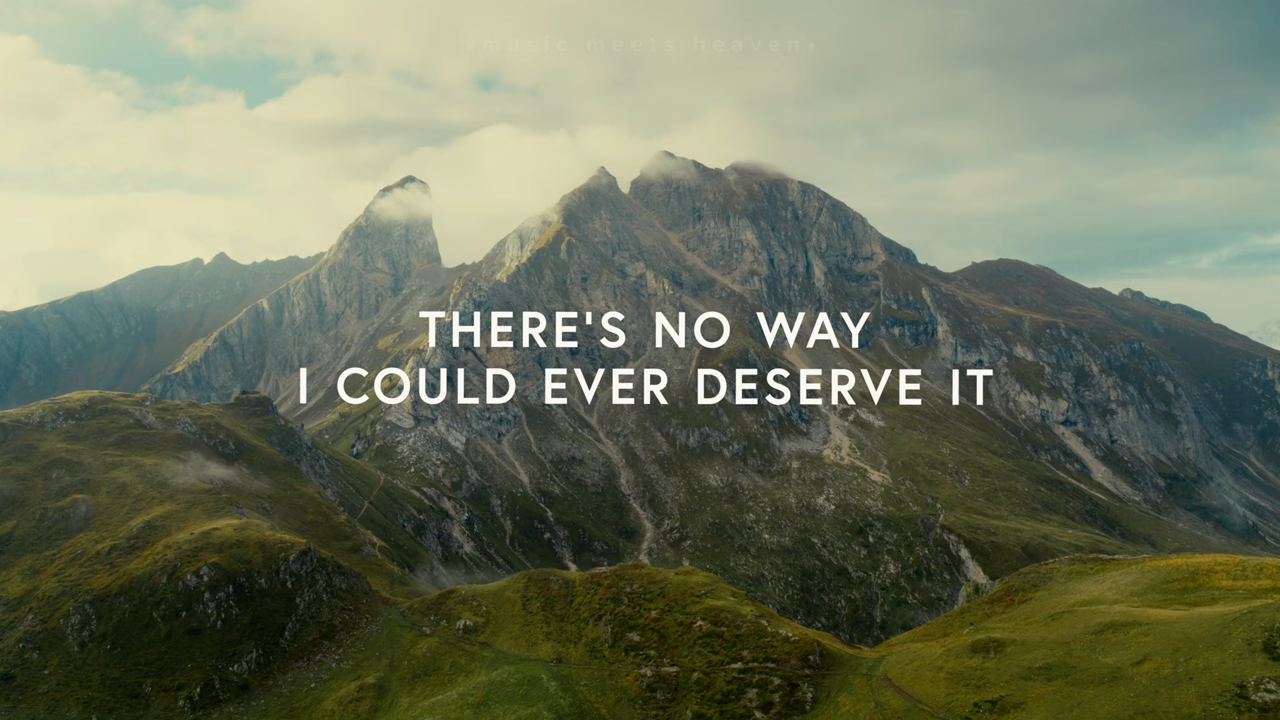 •music meets heaven•
THERE'S NO WAY
I COULD EVER DESERVE IT